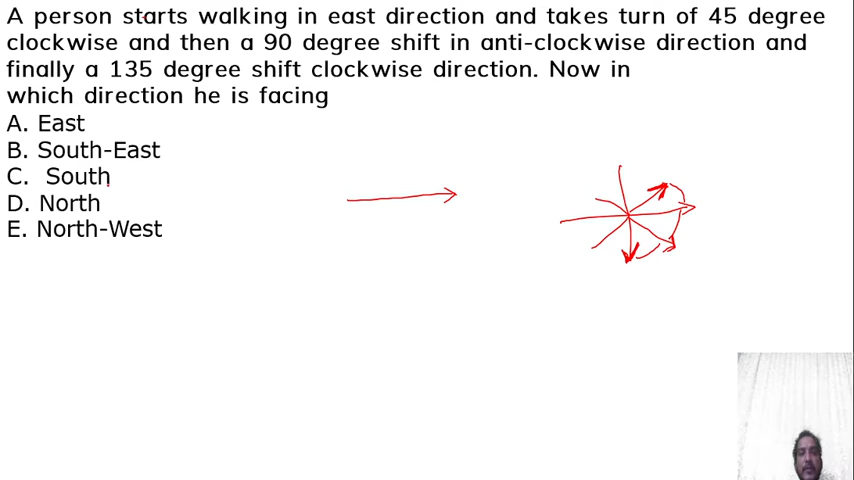 A person starts walking in east direction and takes turn of 45 degree
clockwise and then a 90 degree shift in anti-clockwise direction and
finally a 135 degree shift clockwise direction. Now in
which direction he is facing
A. East
B. South-East
C. South
D. North
E. North-West